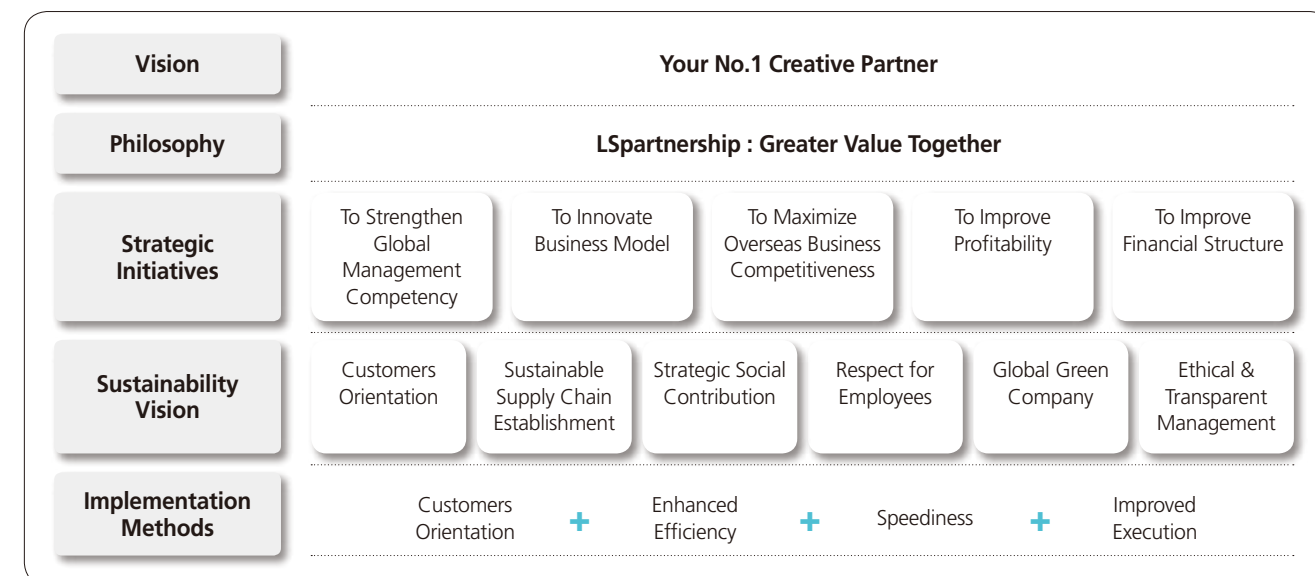 Vision
Your No.1 Creative Partner
Philosophy
LSpartnership : Greater Value Together
Strategic
Initiatives
To Strengthen
Global
Management
Competency
To Innovate
Business Model
To Maximize
Overseas Business
Competitiveness
To Improve
Profitability
To Improve
Financial Structure
Sustainability
Vision
Customers
Orientation
Sustainable
Supply Chain
Establishment
Strategic Social
Contribution
Respect for
Employees
Global Green
Company
Ethical &
Transparent
Management
Implementation
Methods
Customers
Orientation
+
Enhanced
Efficiency
+
Speediness
+
Improved
Execution